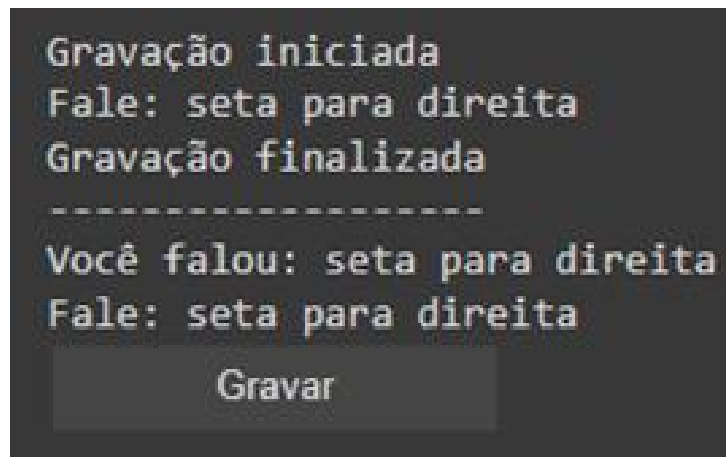 Gravação iniciada
Fale: seta para direita
Gravação finalizada
--------------------
Você falou: seta para direita
Fale: seta para direita
Gravar